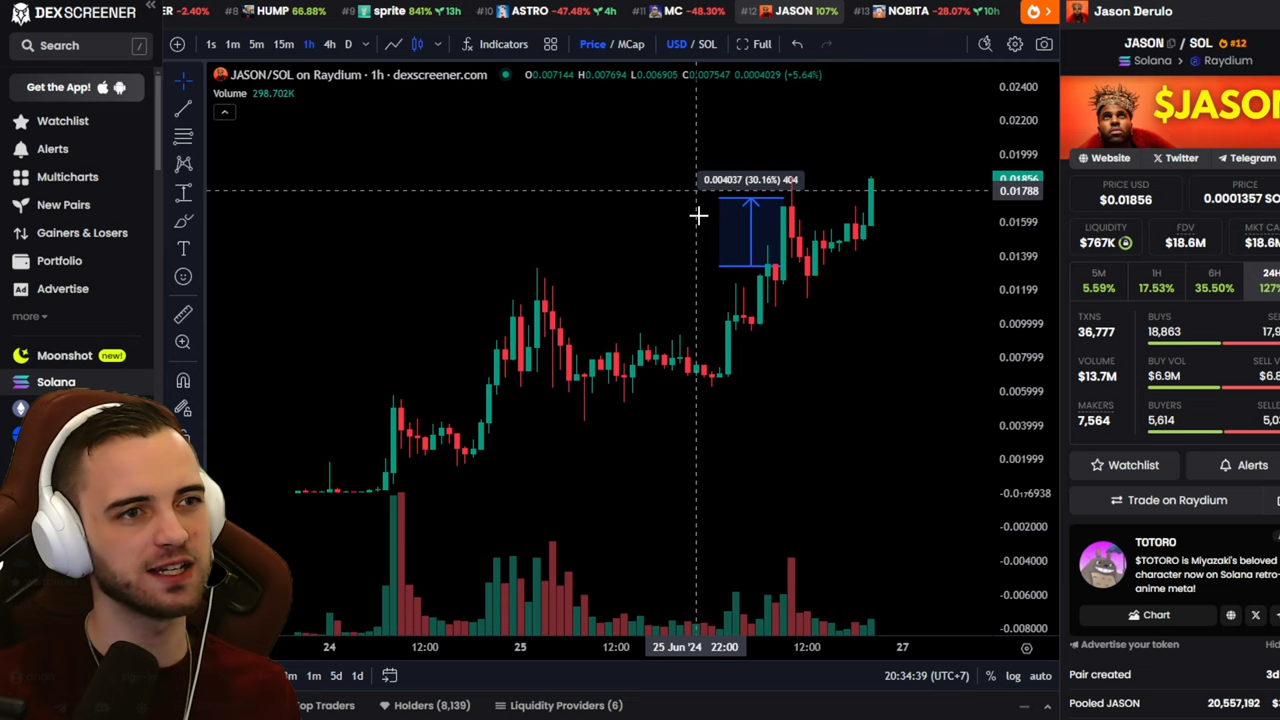 DEX SCREENER
-2.40%
#8 HUMP 66.88%
#9 sprite 841% 13h
#10 ASTRO -47.48% 4h
#11 MC -48.30%
#12 JASON 107%
#13 NOBITA -28.07% 10h
Jason Derulo
Search /
Get the App!
Watchlist
Alerts
Multicharts
New Pairs
Gainers & Losers
Portfolio
Ad Advertise
more
Moonshot new!
Solana
1s 1m 5m 15m 1h 4h D
Indicators
Price / MCap
USD / SOL
Full
JASON/SOL on Raydium · 1h · dexscreener.com O0.007144 H0.007694 L0.006905 C0.007547 0.0004029 (+5.64%)
Volume 298.702K
0.004037 (30.16%) 404
0.02400
0.02200
0.01999
0.01856
0.01788
0.01599
0.01399
0.01199
0.009999
0.007999
0.005999
0.003999
0.001999
-0.0₁76938
-0.002000
-0.004000
-0.006000
-0.008000
24 12:00 25 12:00 25 Jun '24 22:00 12:00 27
1m 5d 1d
20:34:39 (UTC+7) % log auto
Top Traders
Holders (8,139)
Liquidity Providers (6)
JASON / SOL #12
Solana > Raydium
$JASON
Website
Twitter
Telegram
PRICE USD
$0.01856
PRICE
0.0001357 SO
LIQUIDITY
$767K
FDV
$18.6M
MKT CA
$18.6M
5M
5.59%
1H
17.53%
6H
35.50%
24H
127%
TXNS
36,777
BUYS
18,863
VOLUME
$13.7M
BUY VOL
$6.9M
SELL V
MAKERS
7,564
BUYERS
5,614
Watchlist
Alerts
Trade on Raydium
TOTORO
$TOTORO is Miyazaki's beloved
character now on Solana retro-
anime meta!
Chart
Advertise your token
Pair created
3d
Pooled JASON
20,557,192